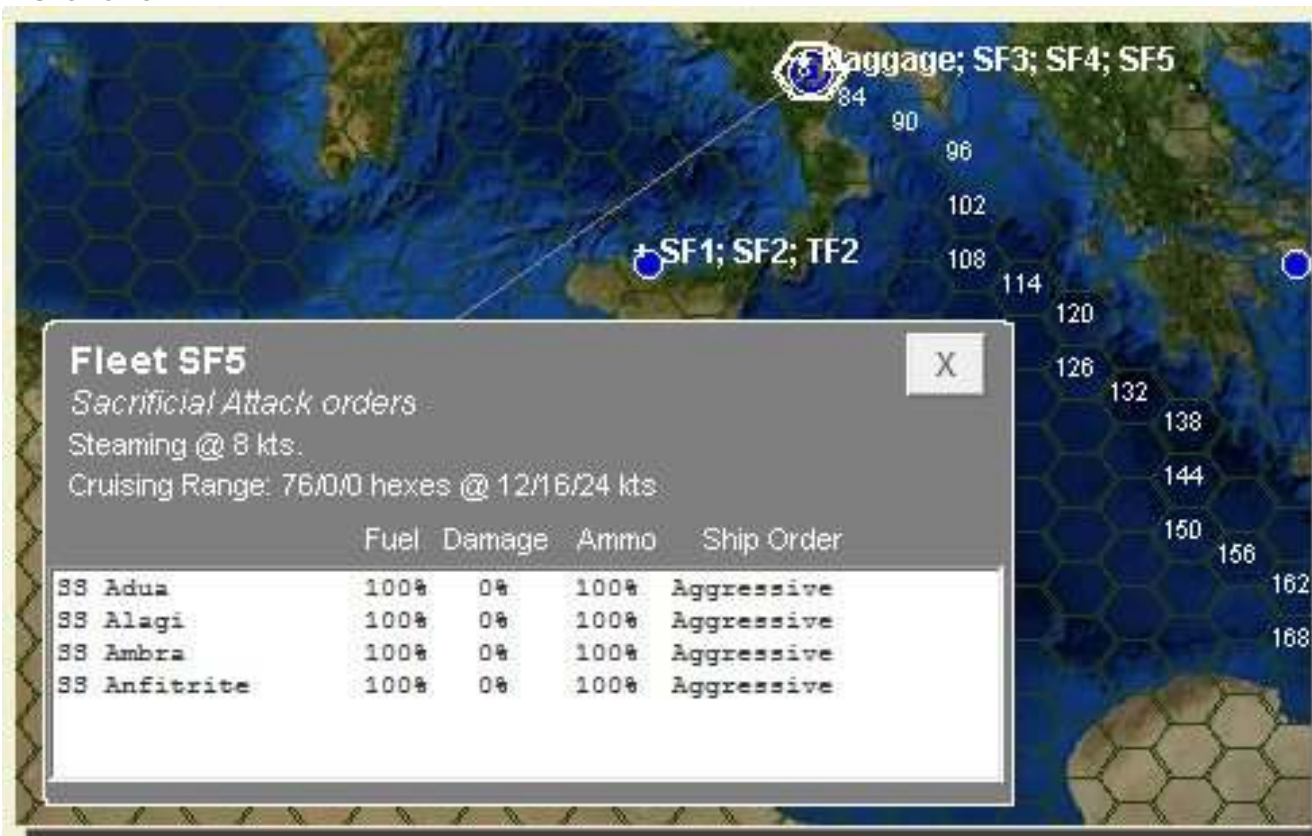 Baggage; SF3; SF4; SF5
84
90
96
102
SF1; SF2; TF2
108
114
120
126
132
138
144
150
156
162
168
Fleet SF5
X
Sacrificial Attack orders
Steaming @ 8 kts.
Cruising Range: 76/0/0 hexes @ 12/16/24 kts
Fuel Damage Ammo Ship Order
SS Adua 100% 0% 100% Aggressive
SS Alagi 100% 0% 100% Aggressive
SS Ambra 100% 0% 100% Aggressive
SS Anfitrite 100% 0% 100% Aggressive